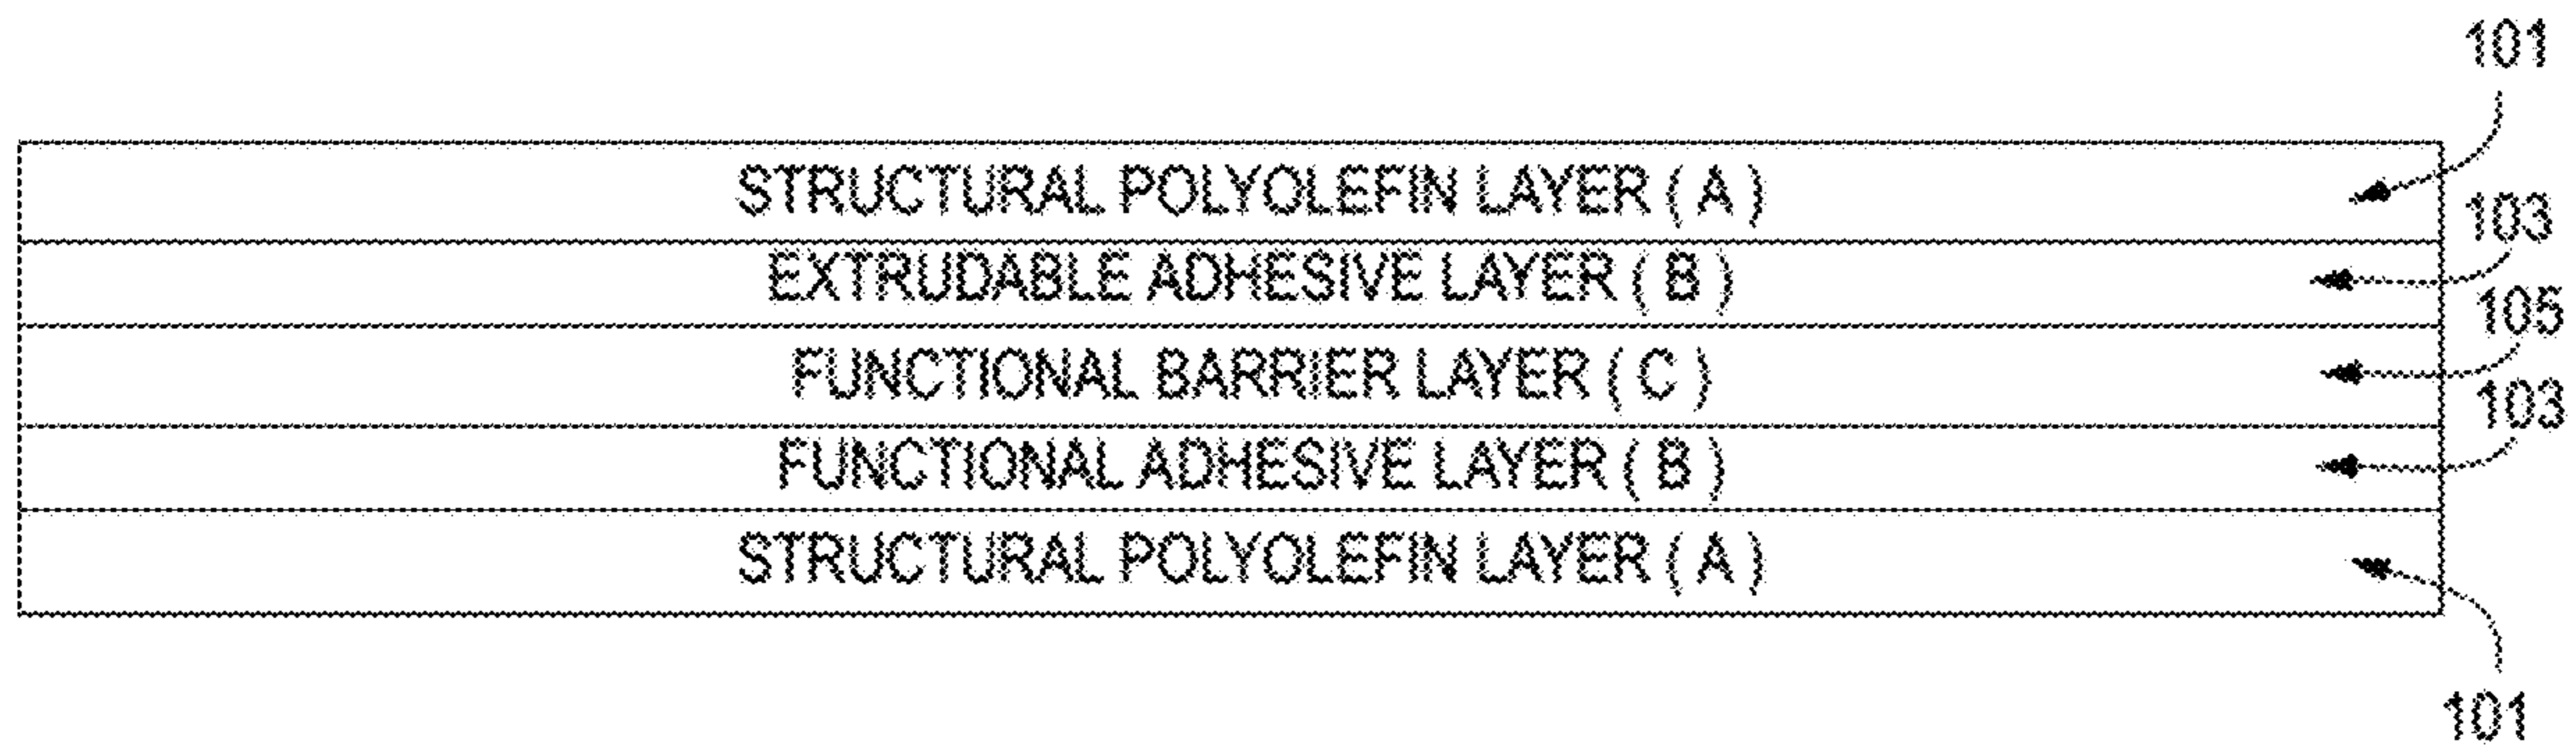 101
STRUCTURAL POLYOLEFIN LAYER ( A )
103
EXTRUDABLE ADHESIVE LAYER ( B )
105
FUNCTIONAL BARRIER LAYER ( C )
103
FUNCTIONAL ADHESIVE LAYER ( B )
STRUCTURAL POLYOLEFIN LAYER ( A )
101